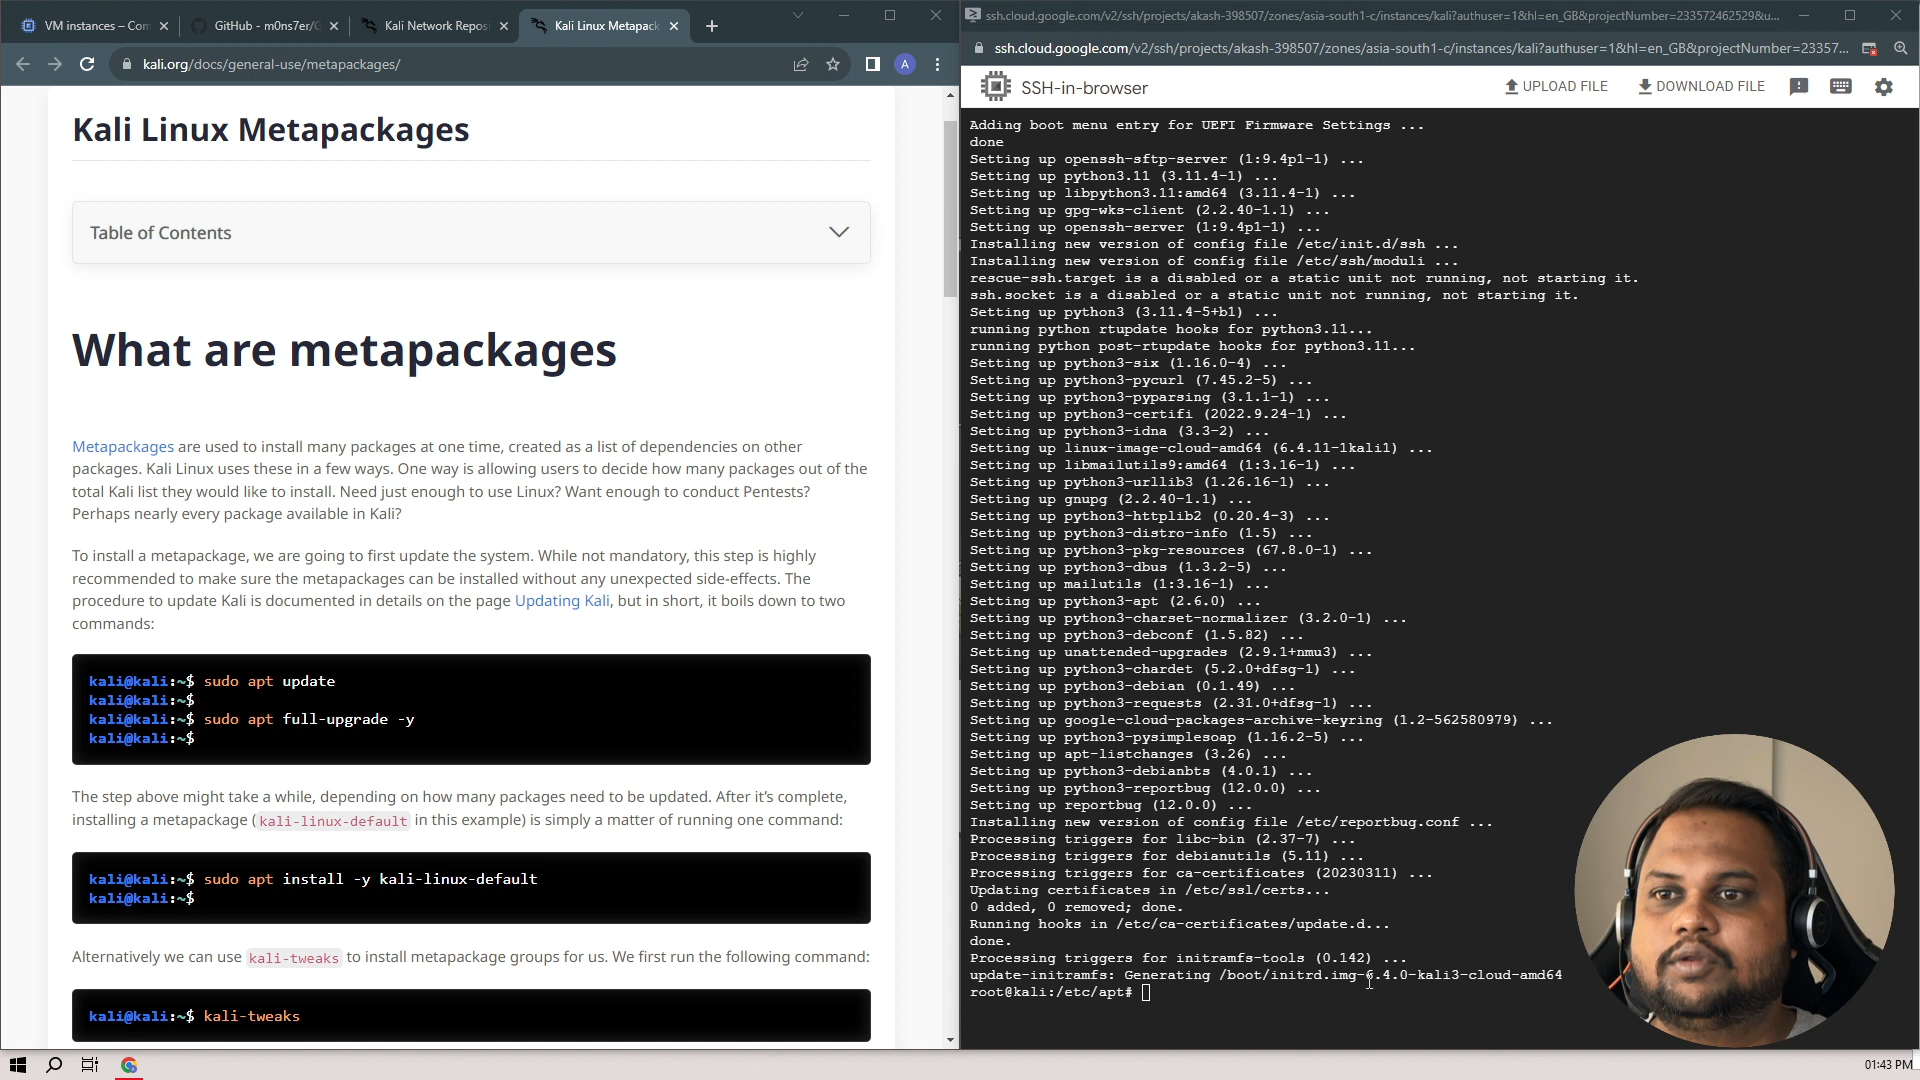 VM instances – Com
GitHub - m0ns7er/G
Kali Network Repos
Kali Linux Metapack
kali.org/docs/general-use/metapackages/
A
Kali Linux Metapackages
Table of Contents
What are metapackages
Metapackages are used to install many packages at one time, created as a list of dependencies on other
packages. Kali Linux uses these in a few ways. One way is allowing users to decide how many packages out of the
total Kali list they would like to install. Need just enough to use Linux? Want enough to conduct Pentests?
Perhaps nearly every package available in Kali?
To install a metapackage, we are going to first update the system. While not mandatory, this step is highly
recommended to make sure the metapackages can be installed without any unexpected side-effects. The
procedure to update Kali is documented in details on the page Updating Kali, but in short, it boils down to two
commands:
kali@kali:~$ sudo apt update
kali@kali:~$
kali@kali:~$ sudo apt full-upgrade -y
kali@kali:~$
The step above might take a while, depending on how many packages need to be updated. After it’s complete,
installing a metapackage (kali-linux-default in this example) is simply a matter of running one command:
kali@kali:~$ sudo apt install -y kali-linux-default
kali@kali:~$
Alternatively we can use kali-tweaks to install metapackage groups for us. We first run the following command:
kali@kali:~$ kali-tweaks
ssh.cloud.google.com/v2/ssh/projects/akash-398507/zones/asia-south1-c/instances/kali?authuser=1&hl=en_GB&projectNumber=233572462529&u...
ssh.cloud.google.com/v2/ssh/projects/akash-398507/zones/asia-south1-c/instances/kali?authuser=1&hl=en_GB&projectNumber=23357...
SSH-in-browser
UPLOAD FILE
DOWNLOAD FILE
Adding boot menu entry for UEFI Firmware Settings ...
done
Setting up openssh-sftp-server (1:9.4p1-1) ...
Setting up python3.11 (3.11.4-1) ...
Setting up libpython3.11:amd64 (3.11.4-1) ...
Setting up gpg-wks-client (2.2.40-1.1) ...
Setting up openssh-server (1:9.4p1-1) ...
Installing new version of config file /etc/init.d/ssh ...
Installing new version of config file /etc/ssh/moduli ...
rescue-ssh.target is a disabled or a static unit not running, not starting it.
ssh.socket is a disabled or a static unit not running, not starting it.
Setting up python3 (3.11.4-5+b1) ...
running python rtupdate hooks for python3.11...
running python post-rtupdate hooks for python3.11...
Setting up python3-six (1.16.0-4) ...
Setting up python3-pycurl (7.45.2-5) ...
Setting up python3-pyparsing (3.1.1-1) ...
Setting up python3-certifi (2022.9.24-1) ...
Setting up python3-idna (3.3-2) ...
Setting up linux-image-cloud-amd64 (6.4.11-1kali1) ...
Setting up libmailutils9:amd64 (1:3.16-1) ...
Setting up python3-urllib3 (1.26.16-1) ...
Setting up gnupg (2.2.40-1.1) ...
Setting up python3-httplib2 (0.20.4-3) ...
Setting up python3-distro-info (1.5) ...
Setting up python3-pkg-resources (67.8.0-1) ...
Setting up python3-dbus (1.3.2-5) ...
Setting up mailutils (1:3.16-1) ...
Setting up python3-apt (2.6.0) ...
Setting up python3-charset-normalizer (3.2.0-1) ...
Setting up python3-debconf (1.5.82) ...
Setting up unattended-upgrades (2.9.1+nmu3) ...
Setting up python3-chardet (5.2.0+dfsg-1) ...
Setting up python3-debian (0.1.49) ...
Setting up python3-requests (2.31.0+dfsg-1) ...
Setting up google-cloud-packages-archive-keyring (1.2-562580979) ...
Setting up python3-pysimplesoap (1.16.2-5) ...
Setting up apt-listchanges (3.26) ...
Setting up python3-debianbts (4.0.1) ...
Setting up python3-reportbug (12.0.0) ...
Setting up reportbug (12.0.0) ...
Installing new version of config file /etc/reportbug.conf ...
Processing triggers for libc-bin (2.37-7) ...
Processing triggers for debianutils (5.11) ...
Processing triggers for ca-certificates (20230311) ...
Updating certificates in /etc/ssl/certs...
0 added, 0 removed; done.
Running hooks in /etc/ca-certificates/update.d...
done.
Processing triggers for initramfs-tools (0.142) ...
update-initramfs: Generating /boot/initrd.img-6.4.0-kali3-cloud-amd64
root@kali:/etc/apt#
01:43 PM